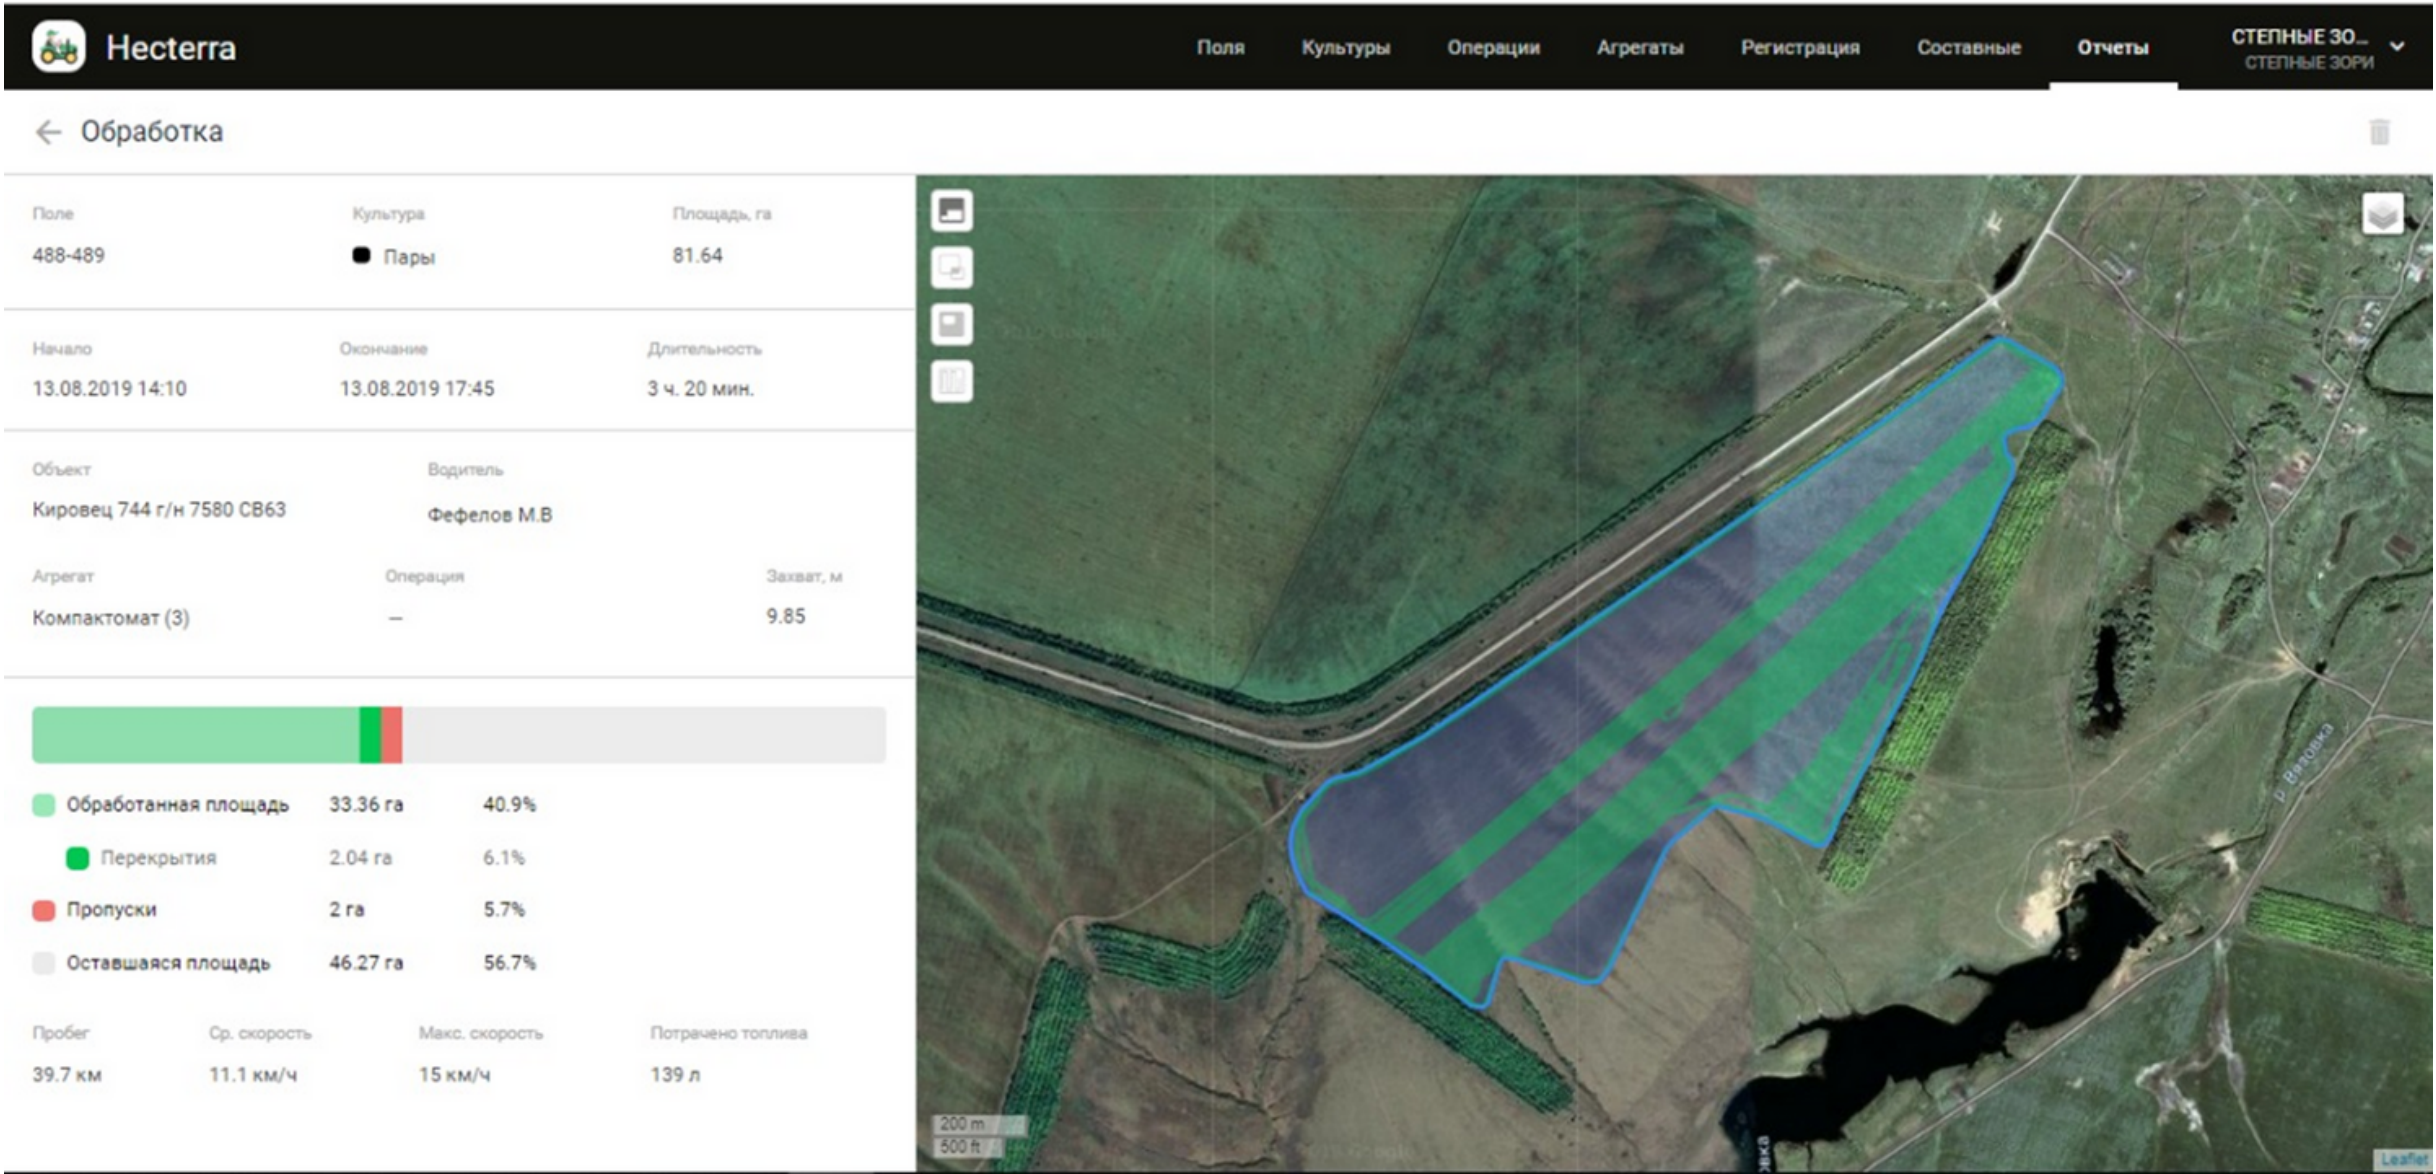 Hecterra
Поля Культуры Операции Агрегаты Регистрация Составные Отчеты
СТЕПНЫЕ ЗО...
СТЕПНЫЕ ЗОРИ
Обработка
Поле Культура Площадь, га
488-489 Пары 81.64
Начало Окончание Длительность
13.08.2019 14:10 13.08.2019 17:45 3 ч. 20 мин.
Объект Водитель
Кировец 744 г/н 7580 СВ63 Фефелов М.В
Агрегат Операция Захват, м
Компактомат (3) — 9.85
Обработанная площадь 33.36 га 40.9%
Перекрытия 2.04 га 6.1%
Пропуски 2 га 5.7%
Оставшаяся площадь 46.27 га 56.7%
Пробег Ср. скорость Макс. скорость Потрачено топлива
39.7 км 11.1 км/ч 15 км/ч 139 л
р. Вязовка
200 m
500 ft
Leaflet